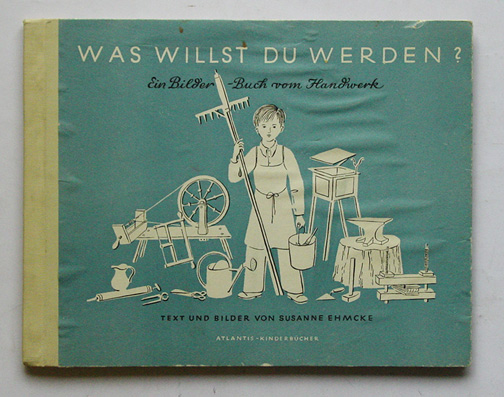 WAS WILLST DU WERDEN?
Ein Bilder-Buch vom Handwerk
TEXT UND BILDER VON SUSANNE EHMCKE
ATLANTIS-KINDERBÜCHER